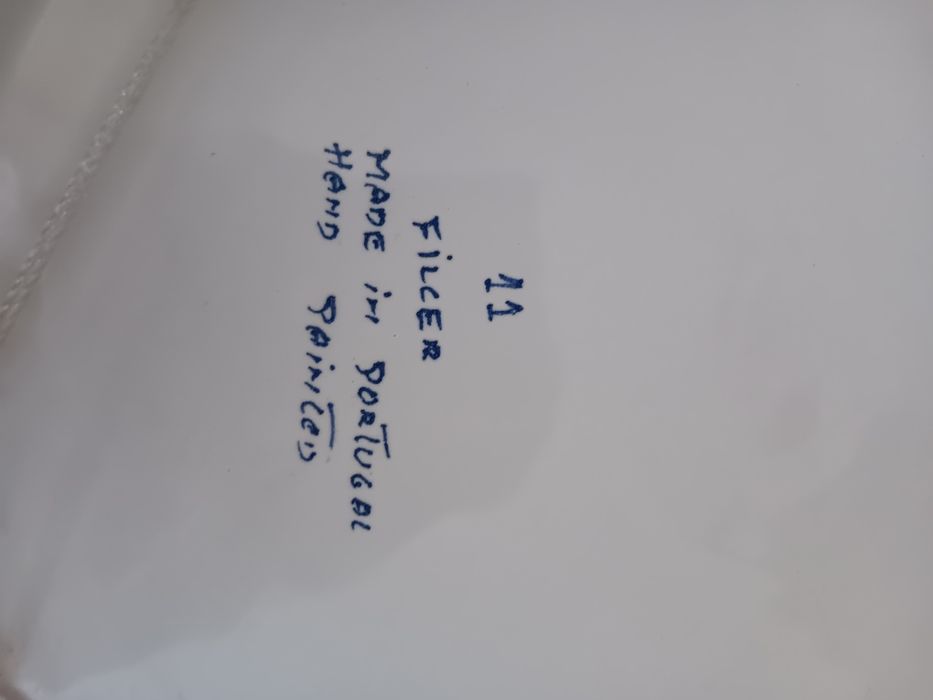 11
FiLCER
MADE in PORTUGAL
HAND PAINTED